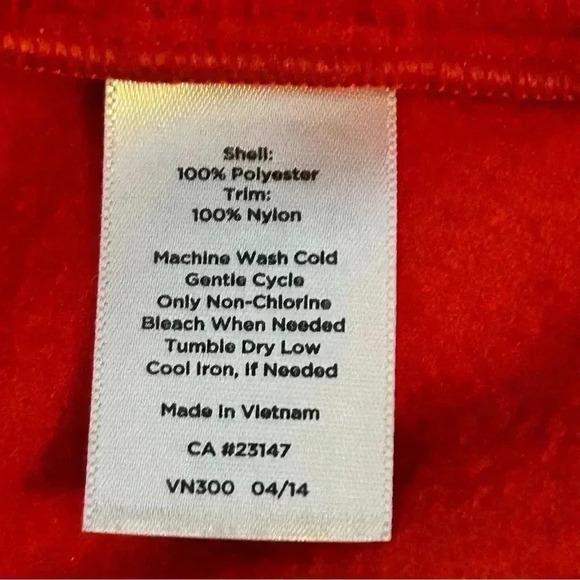 Shell:
100% Polyester
Trim:
100% Nylon
Machine Wash Cold
Gentle Cycle
Only Non-Chlorine
Bleach When Needed
Tumble Dry Low
Cool Iron, If Needed
Made In Vietnam
CA #23147
VN300 04/14